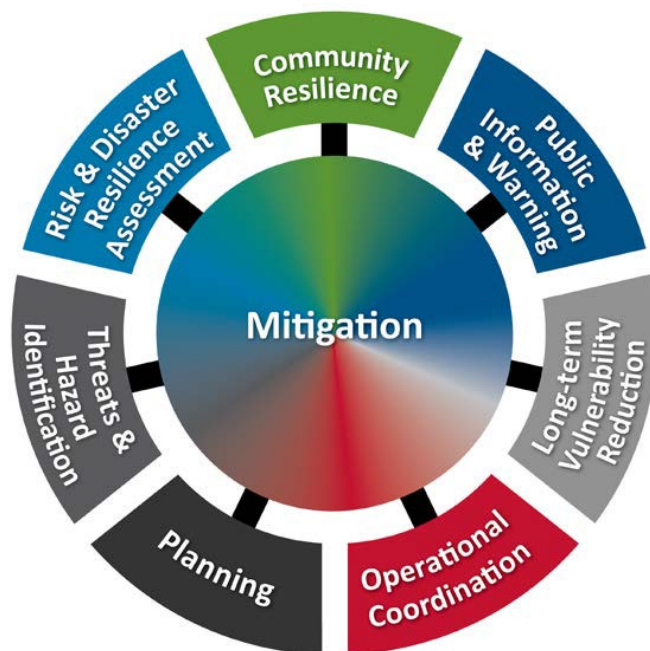 Community
Resilience
Public
Information
& Warning
Long-term
Vulnerability
Reduction
Operational
Coordination
Planning
Threats &
Hazard
Identification
Risk & Disaster
Resilience
Assessment
Mitigation